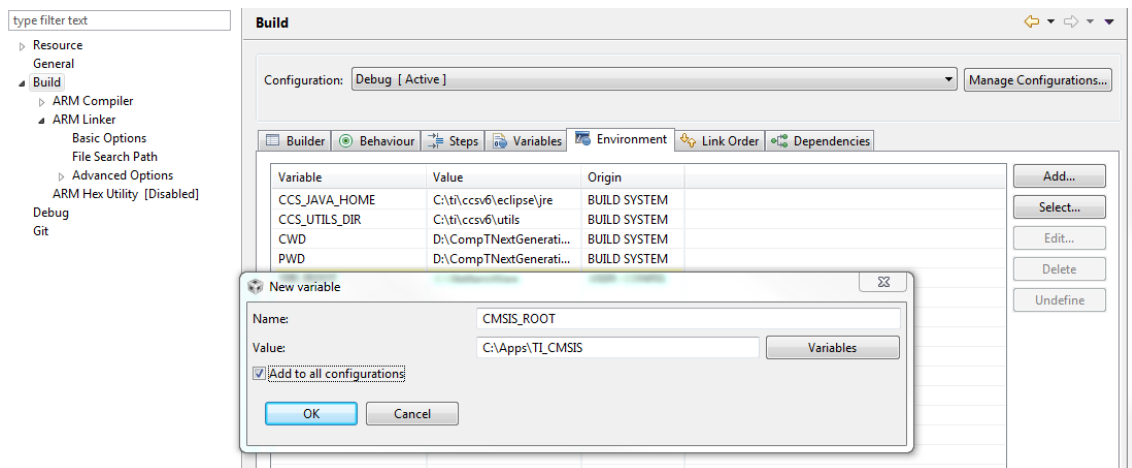 type filter text
Resource
General
Build
ARM Compiler
ARM Linker
Basic Options
File Search Path
Advanced Options
ARM Hex Utility [Disabled]
Debug
Git
Build
Configuration: Debug [ Active ] Manage Configurations...
Builder Behaviour Steps Variables Environment Link Order Dependencies
Variable Value Origin
CCS_JAVA_HOME C:\ti\ccsv6\eclipse\jre BUILD SYSTEM
CCS_UTILS_DIR C:\ti\ccsv6\utils BUILD SYSTEM
CWD D:\CompTNextGenerati... BUILD SYSTEM
PWD D:\CompTNextGenerati... BUILD SYSTEM
Add...
Select...
Edit...
Delete
Undefine
New variable
Name: CMSIS_ROOT
Value: C:\Apps\TI_CMSIS Variables
Add to all configurations
OK Cancel